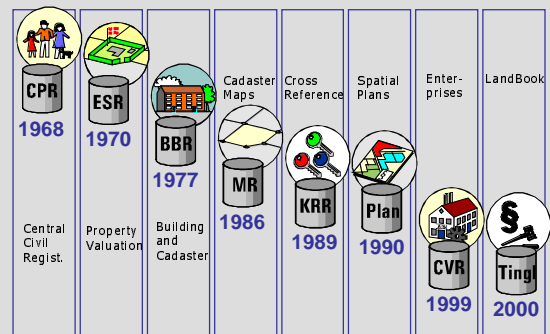 CPR
1968
Central
Civil
Regist.
ESR
1970
Property
Valuation
BBR
1977
Building
and
Cadaster
Cadaster
Maps
MR
1986
Cross
Reference
KRR
1989
Spatial
Plans
Plan
1990
Enter-
prises
CVR
1999
LandBook
§
Tingl
2000